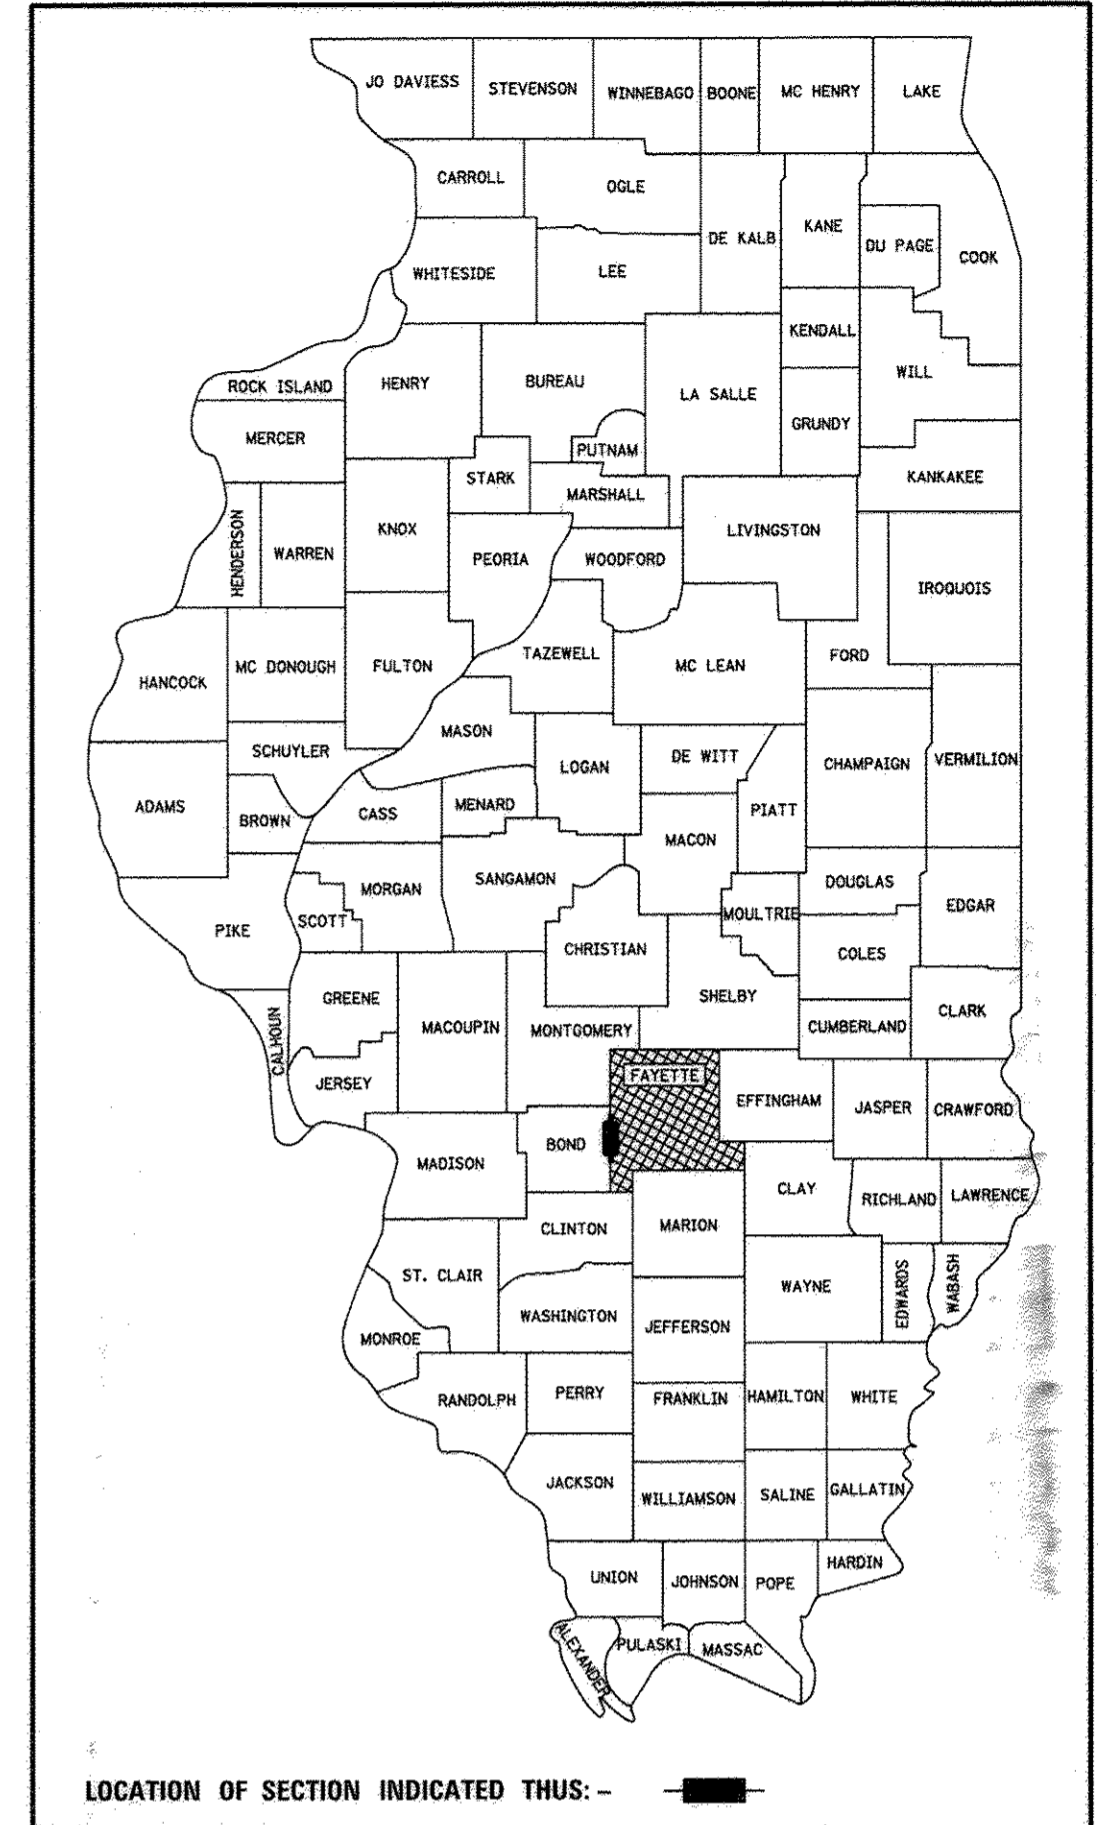 JO DAVIESS
STEVENSON
WINNEBAGO
BOONE
MC HENRY
LAKE
CARROLL
OGLE
DE KALB
KANE
DU PAGE
COOK
WHITESIDE
LEE
KENDALL
WILL
ROCK ISLAND
HENRY
BUREAU
LA SALLE
GRUNDY
MERCER
PUTNAM
STARK
MARSHALL
KANKAKEE
HENDERSON
WARREN
KNOX
PEORIA
WOODFORD
LIVINGSTON
IROQUOIS
HANCOCK
MC DONOUGH
FULTON
TAZEWELL
MC LEAN
FORD
SCHUYLER
MASON
LOGAN
DE WITT
CHAMPAIGN
VERMILION
ADAMS
BROWN
CASS
MENARD
PIATT
MACON
PIKE
SCOTT
MORGAN
SANGAMON
CHRISTIAN
MOULTRIE
DOUGLAS
EDGAR
COLES
CALHOUN
GREENE
MACOUPIN
MONTGOMERY
SHELBY
CUMBERLAND
CLARK
JERSEY
FAYETTE
EFFINGHAM
JASPER
CRAWFORD
MADISON
BOND
CLAY
RICHLAND
LAWRENCE
CLINTON
MARION
ST. CLAIR
WAYNE
EDWARDS
WABASH
MONROE
WASHINGTON
JEFFERSON
RANDOLPH
PERRY
FRANKLIN
HAMILTON
WHITE
JACKSON
WILLIAMSON
SALINE
GALLATIN
UNION
JOHNSON
POPE
HARDIN
ALEXANDER
PULASKI
MASSAC
LOCATION OF SECTION INDICATED THUS: –